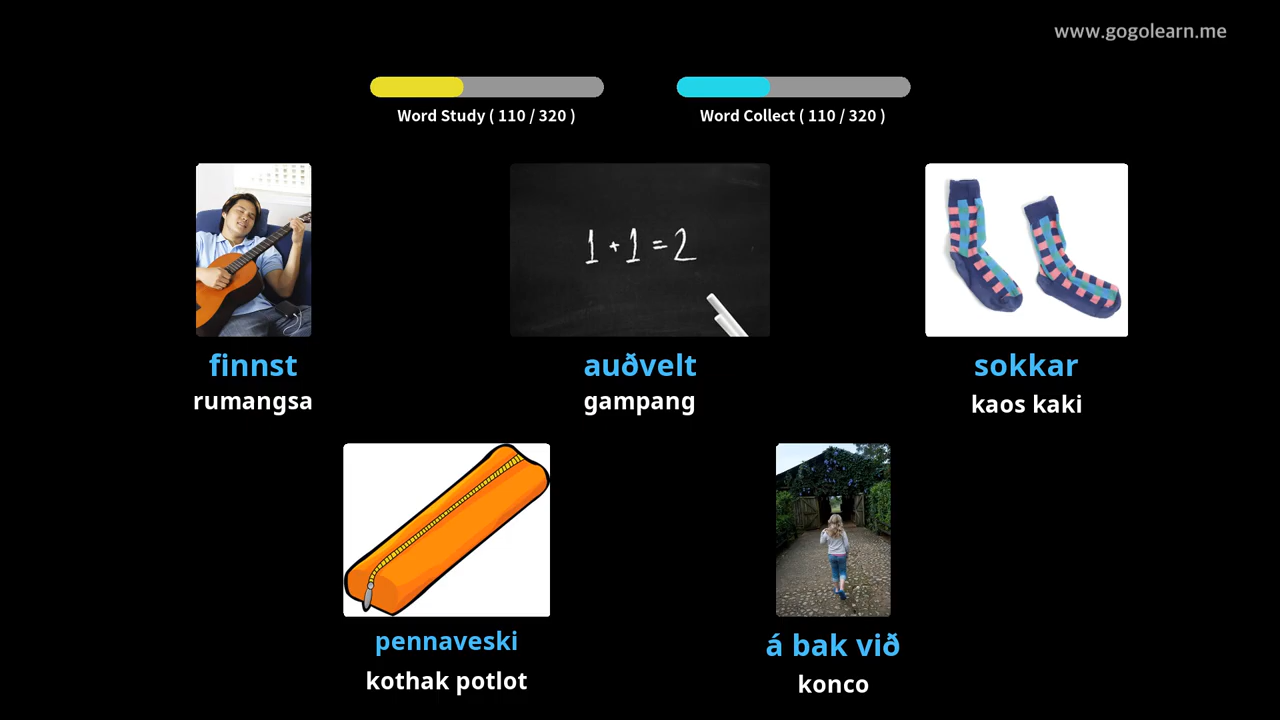 www.gogolearn.me
Word Study ( 110 / 320 )
Word Collect ( 110 / 320 )
1 + 1 = 2
finnst
rumangsa
auðvelt
gampang
sokkar
kaos kaki
pennaveski
kothak potlot
á bak við
konco